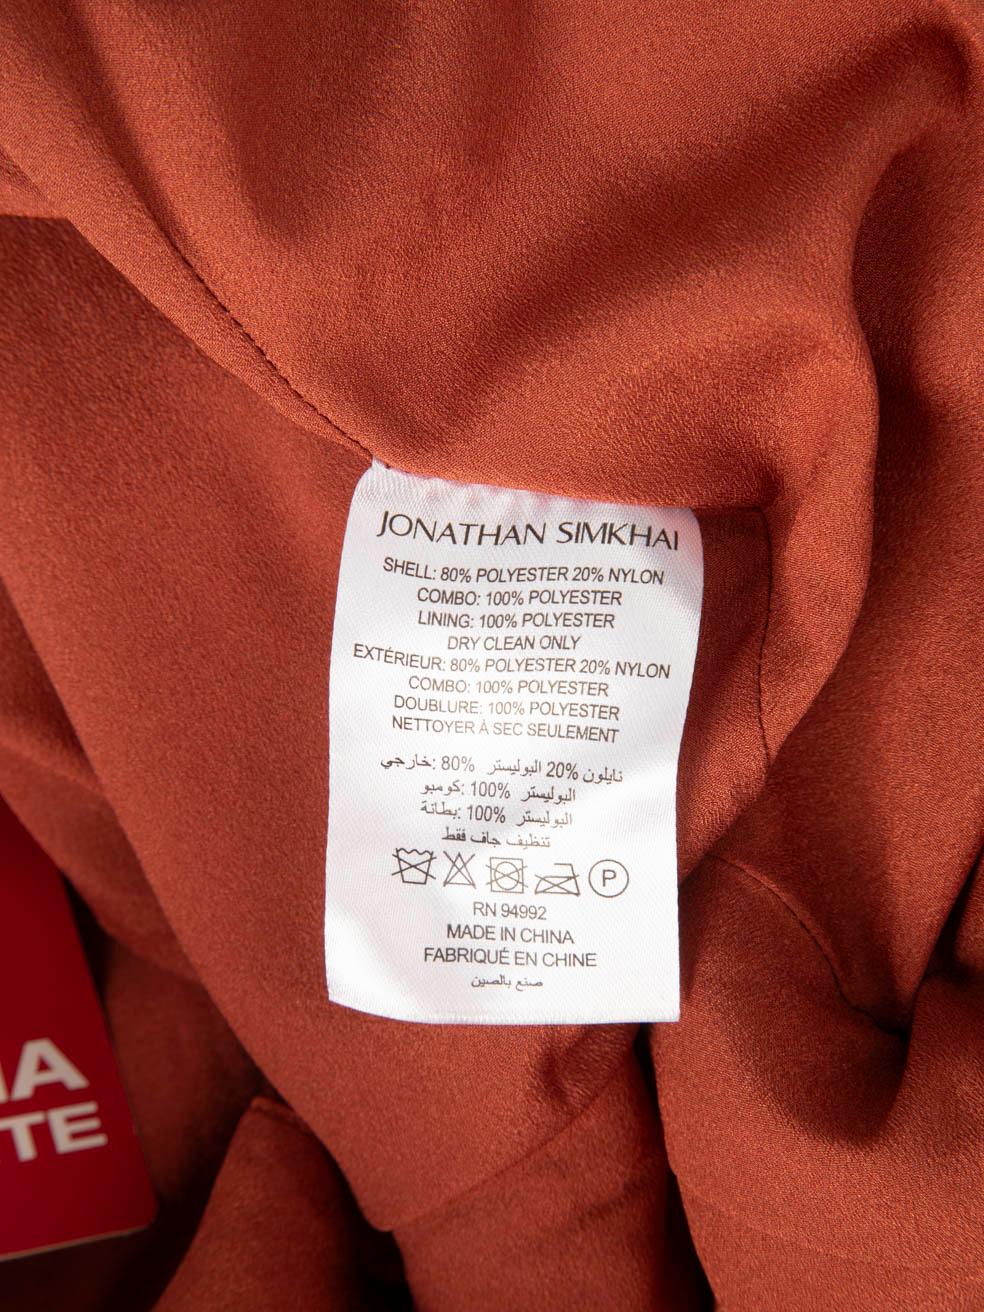 JONATHAN SIMKHAI
SHELL: 80% POLYESTER 20% NYLON
COMBO: 100% POLYESTER
LINING: 100% POLYESTER
DRY CLEAN ONLY
EXTÉRIEUR: 80% POLYESTER 20% NYLON
COMBO: 100% POLYESTER
DOUBLURE: 100% POLYESTER
NETTOYER À SEC SEULEMENT
نايلون 20% البوليستر 80% :خارجي
البوليستر 100% :كومبو
البوليستر 100% :بطانة
تنظيف جاف فقط
P
RN 94992
MADE IN CHINA
FABRIQUÉ EN CHINE
صنع بالصين